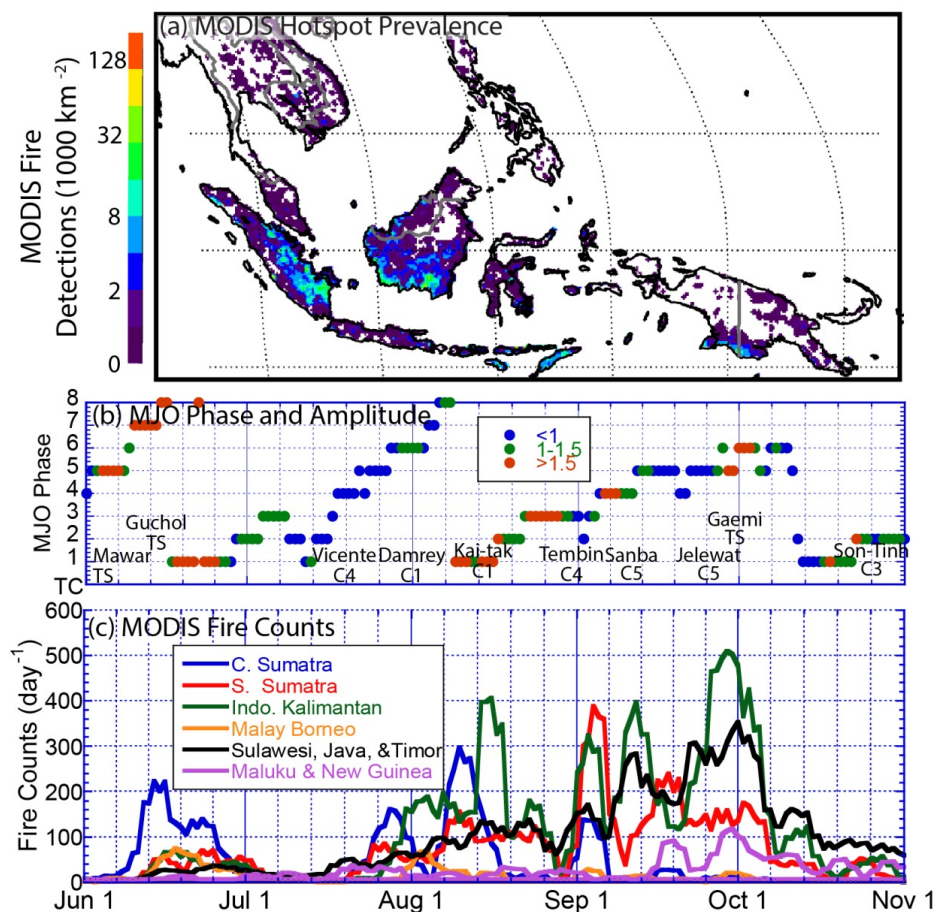 (a) MODIS Hotspot Prevalence
MODIS Fire
Detections (1000 km -2)
128
32
8
2
0
(b) MJO Phase and Amplitude
MJO Phase
8
7
6
5
4
3
2
1
TC
<1
1-1.5
>1.5
Mawar
TS
Guchol
TS
Vicente
C4
Damrey
C1
Kai-tak
C1
Tembin
C4
Sanba
C5
Jelewat
C5
Gaemi
TS
Son-Tinh
C3
(c) MODIS Fire Counts
Fire Counts (day-1)
600
500
400
300
200
100
0
C. Sumatra
S. Sumatra
Indo. Kalimantan
Malay Borneo
Sulawesi, Java, &Timor
Maluku & New Guinea
Jun 1
Jul 1
Aug 1
Sep 1
Oct 1
Nov 1